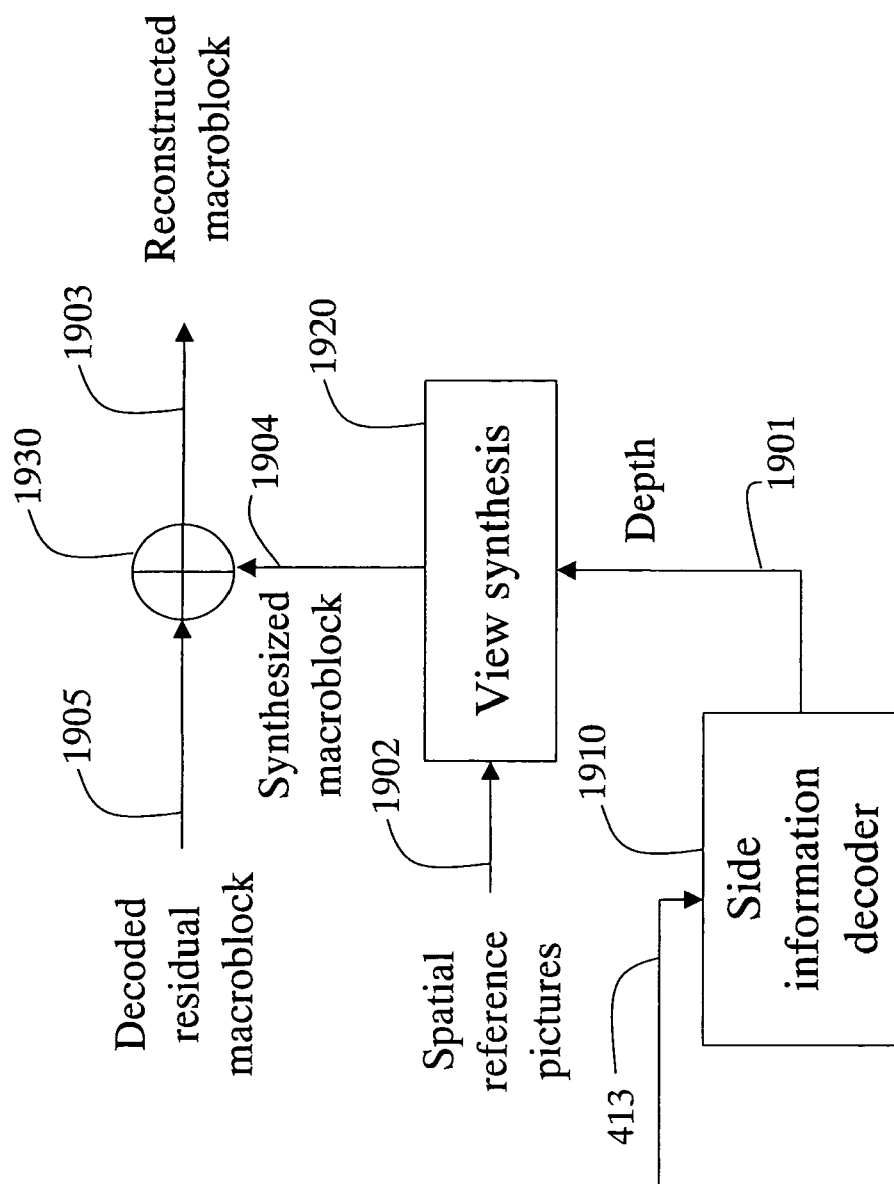 1930
1903
1905
Decoded
residual
macroblock
Reconstructed
macroblock
Synthesized
macroblock
1904
1920
1902
Spatial
reference
pictures
View synthesis
Depth
1901
1910
413
Side
information
decoder